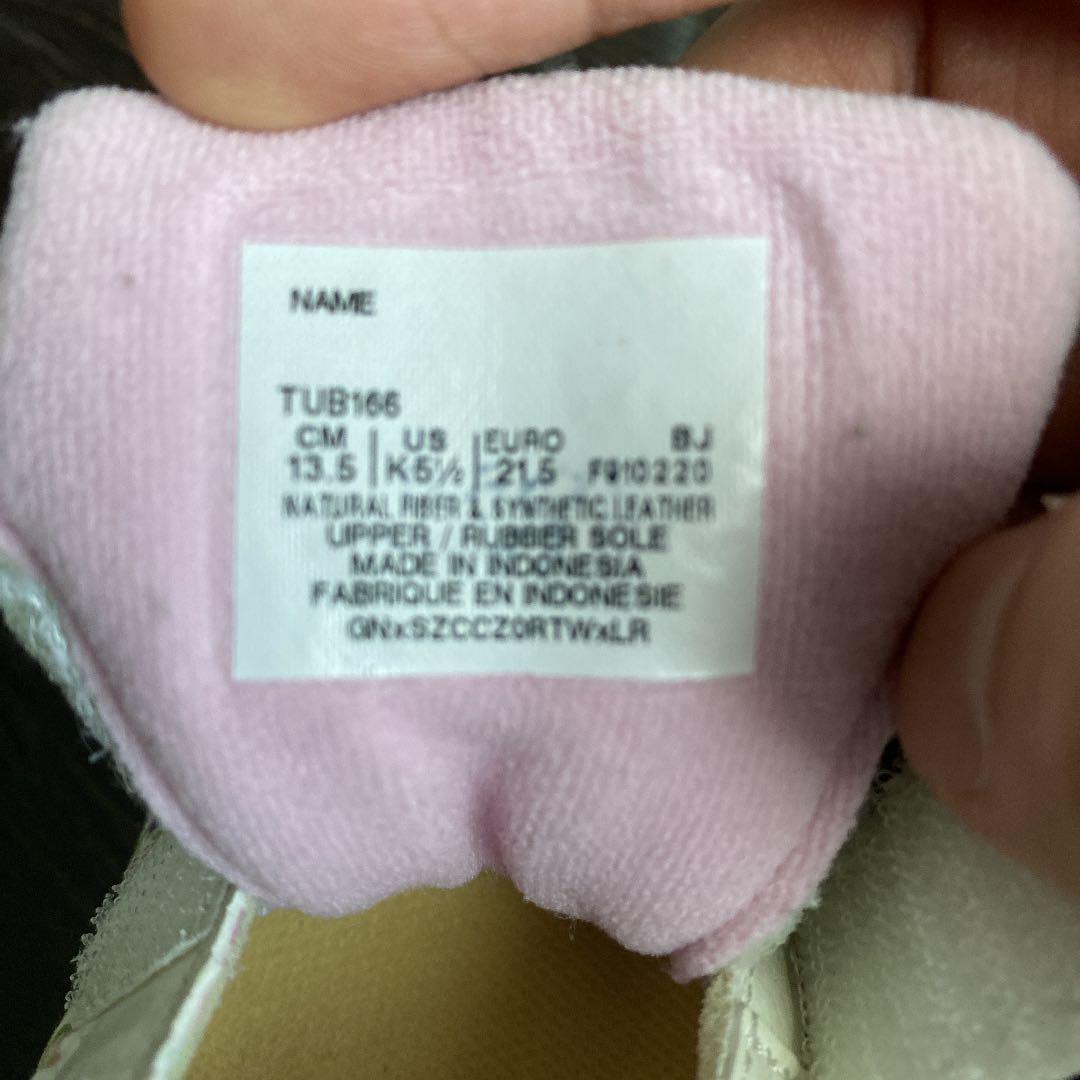 NAME
TUB166
CM | US | EURO BJ
13.5 | K5½ | 21.5 F910220
NATURAL FIBER & SYNTHETIC LEATHER
UPPER / RUBBER SOLE
MADE IN INDONESIA
FABRIQUE EN INDONESIE